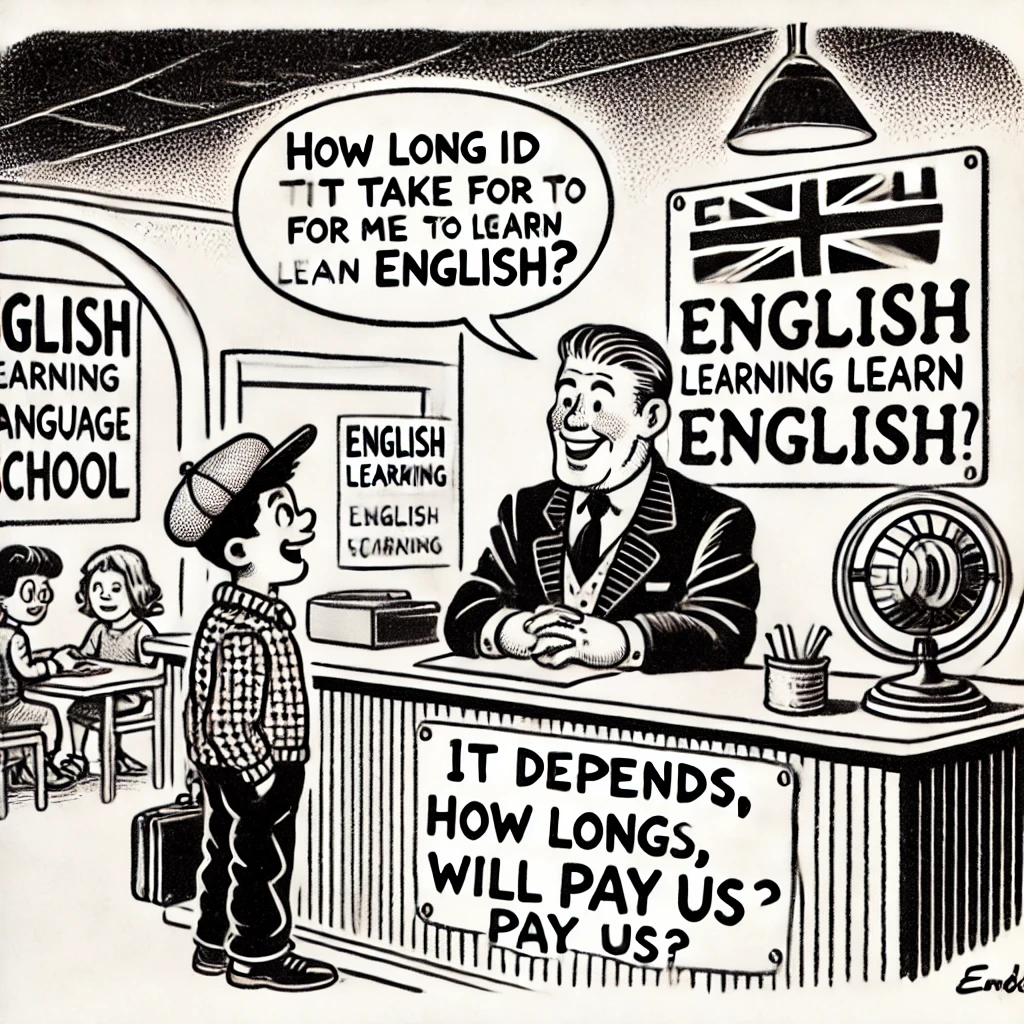 HOW LONG ID
TIT TAKE FOR TO
FOR ME TO LEARN
LEAN ENGLISH?
ENGLISH
LEARNING LEARN
ENGLISH?
GLISH
EARNING
ANGUAGE
CHOOL
ENGLISH
LEARNING
ENGLISH
SCARNING
IT DEPENDS,
HOW LONGS,
WILL PAY US?
PAY US?